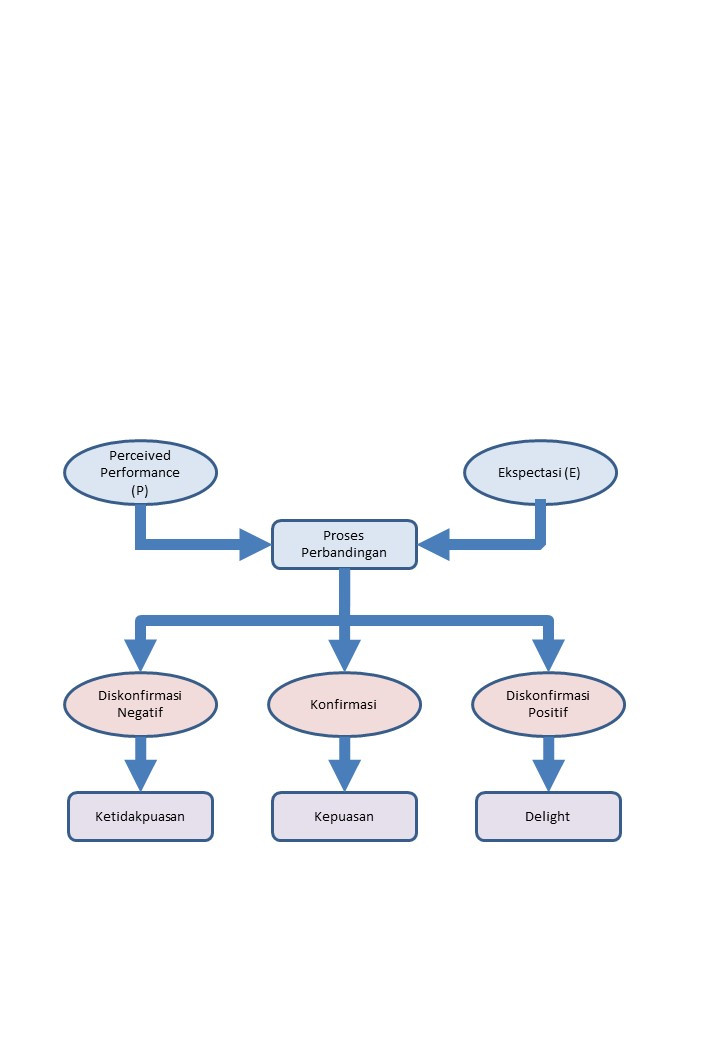 Perceived
Performance
(P)
Ekspectasi (E)
Proses
Perbandingan
Diskonfirmasi
Negatif
Konfirmasi
Diskonfirmasi
Positif
Ketidakpuasan
Kepuasan
Delight